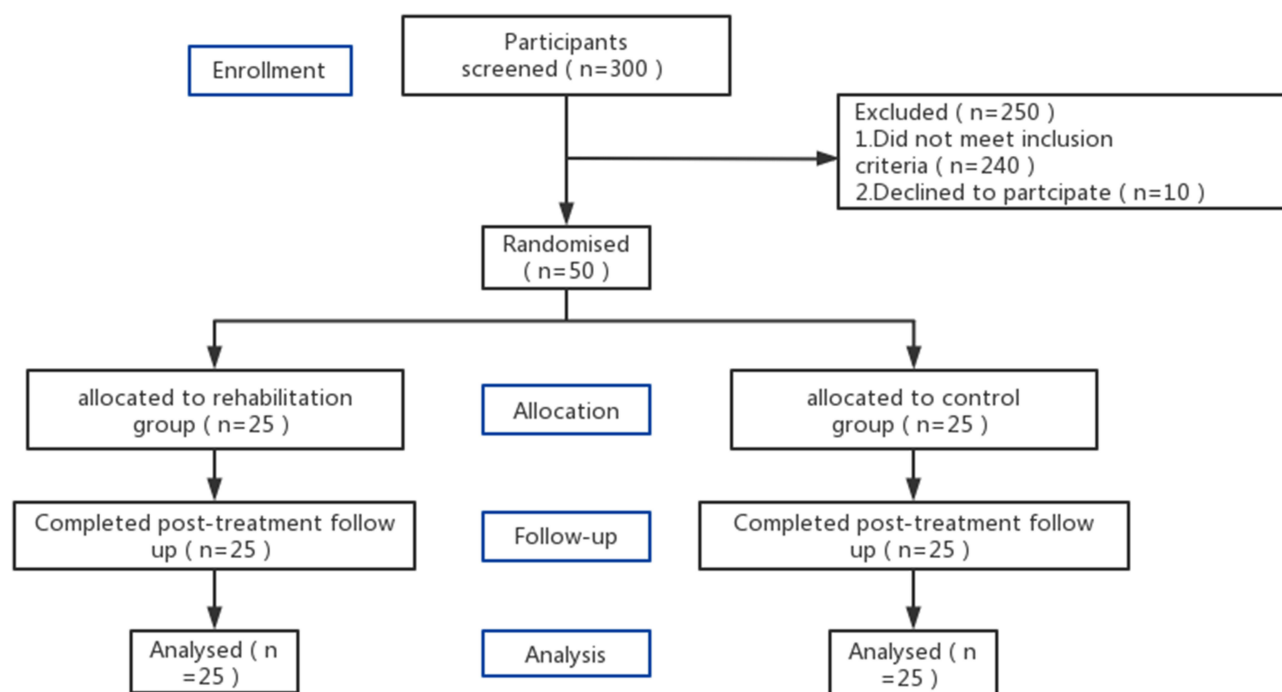 Participants
screened ( n=300 )
Enrollment
Excluded ( n=250 )
1.Did not meet inclusion
criteria ( n=240 )
2.Declined to partcipate ( n=10 )
Randomised
( n=50 )
allocated to rehabilitation
group ( n=25 )
Allocation
allocated to control
group ( n=25 )
Completed post-treatment follow
up ( n=25 )
Follow-up
Completed post-treatment follow
up ( n=25 )
Analysed ( n
=25 )
Analysis
Analysed ( n
=25 )